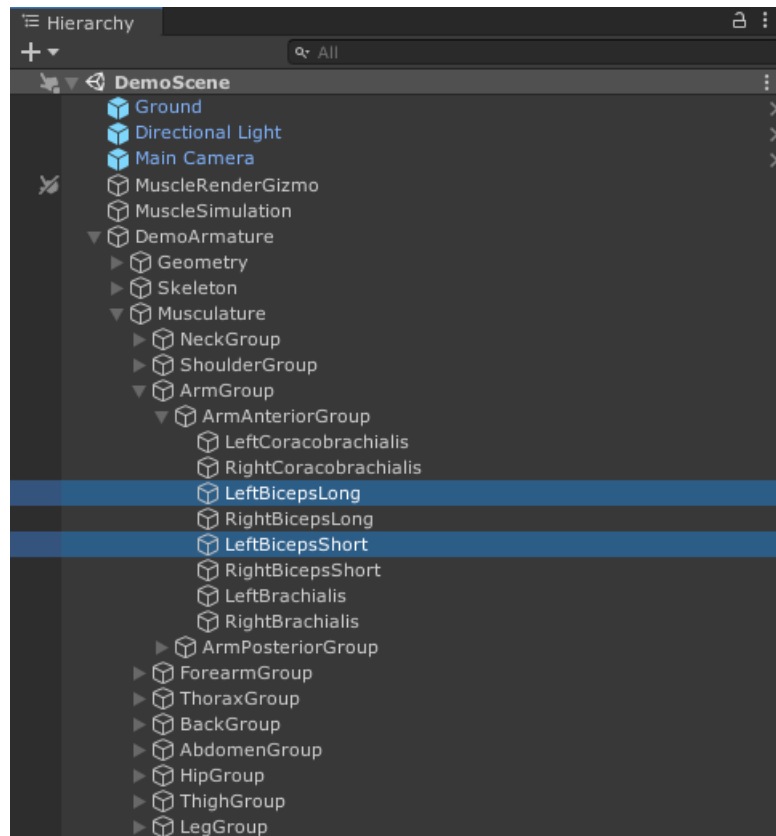 Hierarchy
All
DemoScene
Ground
Directional Light
Main Camera
MuscleRenderGizmo
MuscleSimulation
DemoArmature
Geometry
Skeleton
Musculature
NeckGroup
ShoulderGroup
ArmGroup
ArmAnteriorGroup
LeftCoracobrachialis
RightCoracobrachialis
LeftBicepsLong
RightBicepsLong
LeftBicepsShort
RightBicepsShort
LeftBrachialis
RightBrachialis
ArmPosteriorGroup
ForearmGroup
ThoraxGroup
BackGroup
AbdomenGroup
HipGroup
ThighGroup
LegGroup